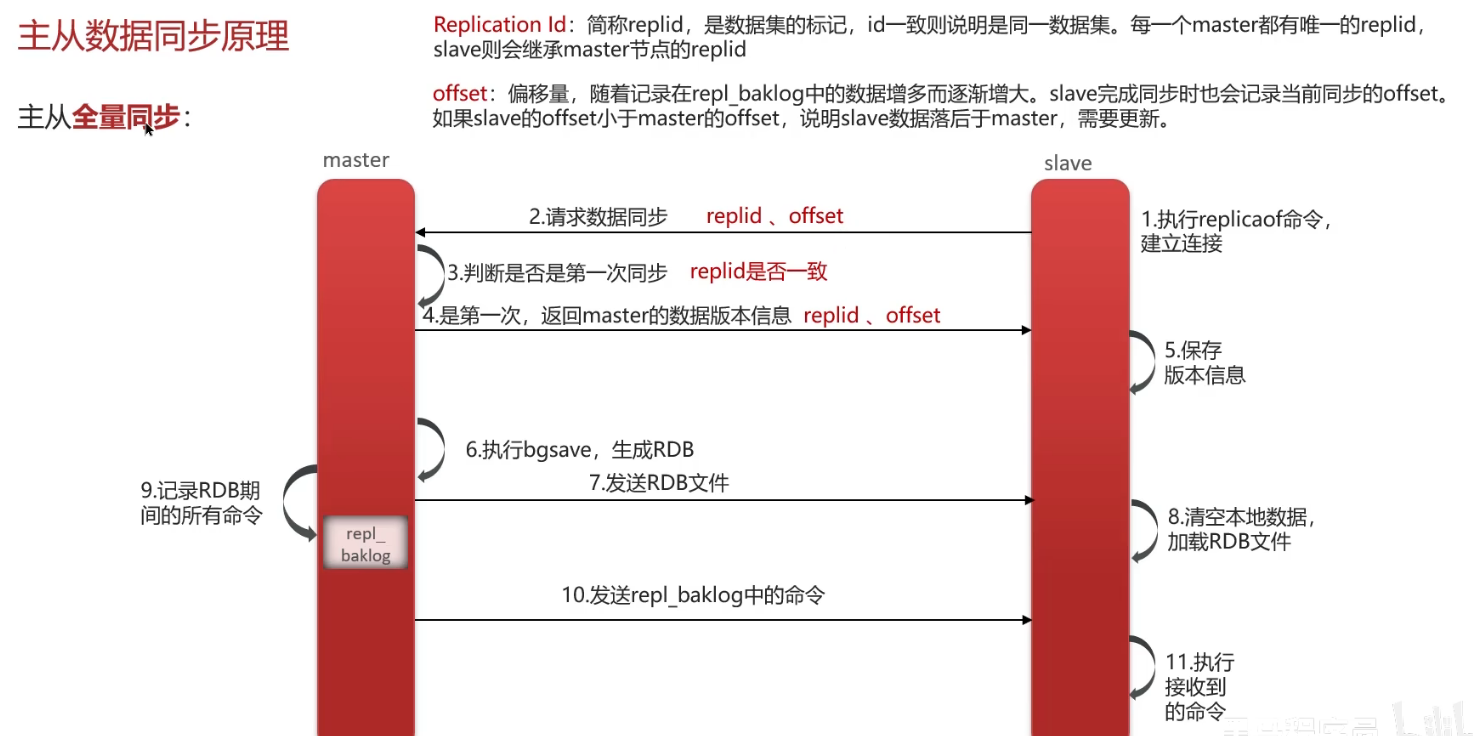 主从数据同步原理
Replication Id：简称replid，是数据集的标记，id一致则说明是同一数据集。每一个master都有唯一的replid，
slave则会继承master节点的replid
主从全量同步：
offset：偏移量，随着记录在repl_baklog中的数据增多而逐渐增大。slave完成同步时也会记录当前同步的offset。
如果slave的offset小于master的offset，说明slave数据落后于master，需要更新。
master
slave
1.执行replicaof命令，
建立连接
2.请求数据同步 replid 、offset
3.判断是否是第一次同步 replid是否一致
4.是第一次，返回master的数据版本信息 replid 、offset
5.保存
版本信息
6.执行bgsave，生成RDB
7.发送RDB文件
8.清空本地数据，
加载RDB文件
9.记录RDB期
间的所有命令
repl_
baklog
10.发送repl_baklog中的命令
11.执行
接收到
的命令